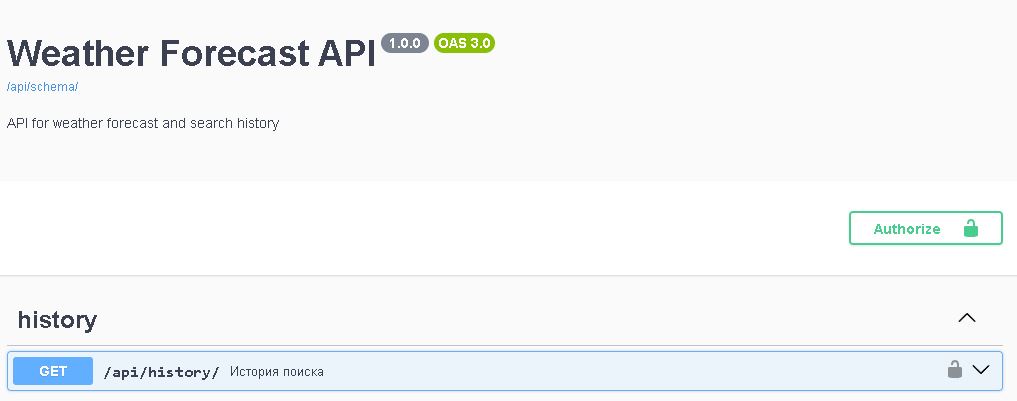 Weather Forecast API 1.0.0 OAS 3.0
/api/schema/
API for weather forecast and search history
Authorize
history
GET /api/history/ История поиска